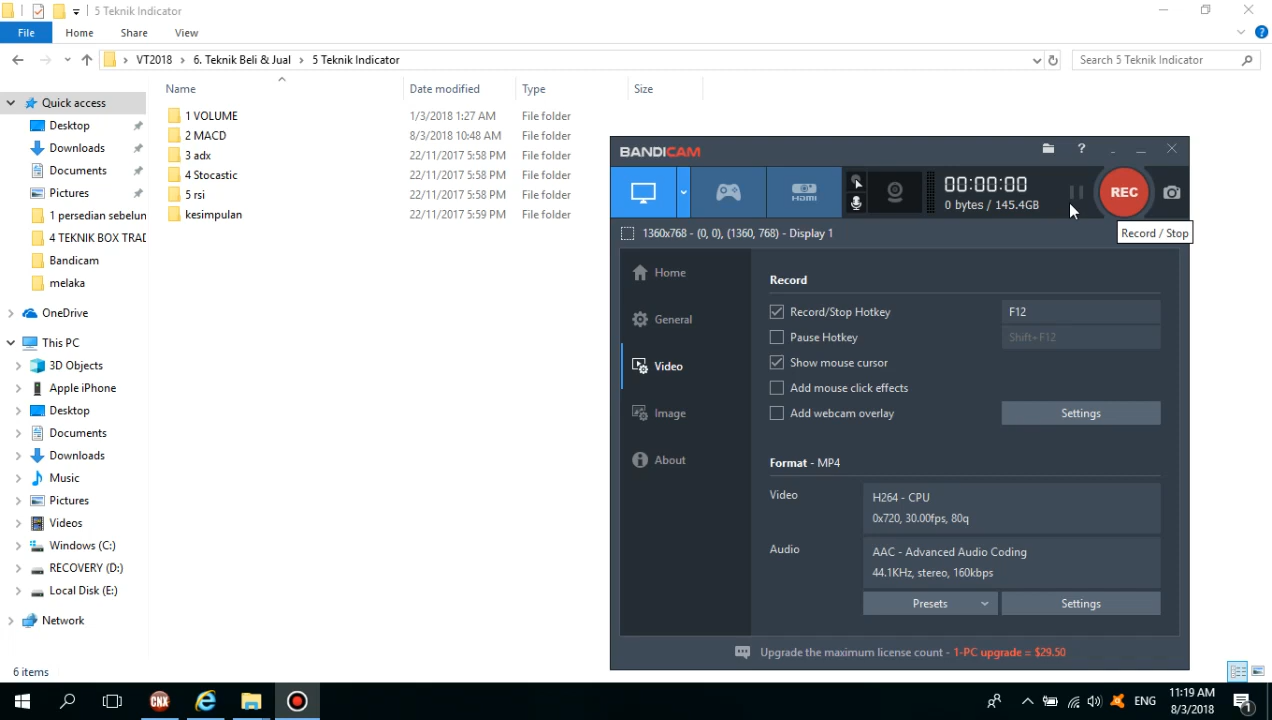 5 Teknik Indicator
File Home Share View
VT2018 6. Teknik Beli & Jual 5 Teknik Indicator
Search 5 Teknik Indicator
Quick access
Desktop
Downloads
Documents
Pictures
1 persedian sebelun
4 TEKNIK BOX TRAD
Bandicam
melaka
OneDrive
This PC
3D Objects
Apple iPhone
Desktop
Documents
Downloads
Music
Pictures
Videos
Windows (C:)
RECOVERY (D:)
Local Disk (E:)
Network
6 items
Name Date modified Type Size
1 VOLUME 1/3/2018 1:27 AM File folder
2 MACD 8/3/2018 10:48 AM File folder
3 adx 22/11/2017 5:58 PM File folder
4 Stocastic 22/11/2017 5:58 PM File folder
5 rsi 22/11/2017 5:58 PM File folder
kesimpulan 22/11/2017 5:59 PM File folder
BANDICAM
?
HDMI
00:00:00
0 bytes / 145.4GB
REC
Record / Stop
1360x768 - (0, 0), (1360, 768) - Display 1
Home
General
Video
Image
About
Record
Record/Stop Hotkey F12
Pause Hotkey Shift+F12
Show mouse cursor
Add mouse click effects
Add webcam overlay Settings
Format - MP4
Video H264 - CPU
0x720, 30.00fps, 80q
Audio AAC - Advanced Audio Coding
44.1KHz, stereo, 160kbps
Presets Settings
Upgrade the maximum license count - 1-PC upgrade = $29.50
CNX
ENG
11:19 AM
8/3/2018
1